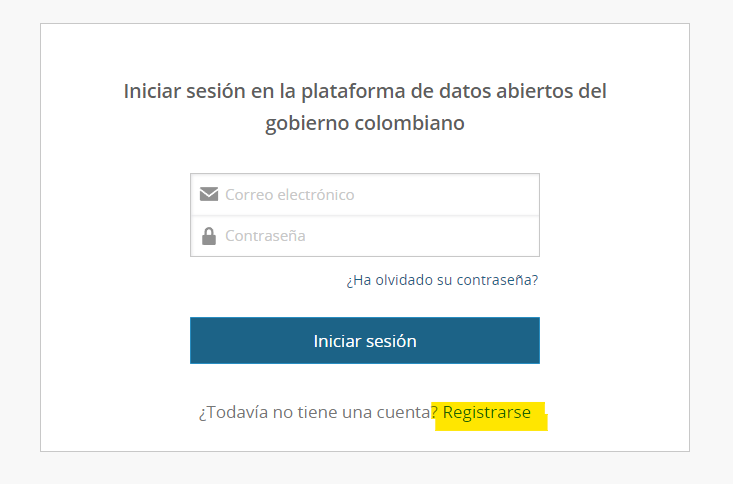 Iniciar sesión en la plataforma de datos abiertos del
gobierno colombiano
Correo electrónico
Contraseña
¿Ha olvidado su contraseña?
Iniciar sesión
¿Todavía no tiene una cuenta? Registrarse